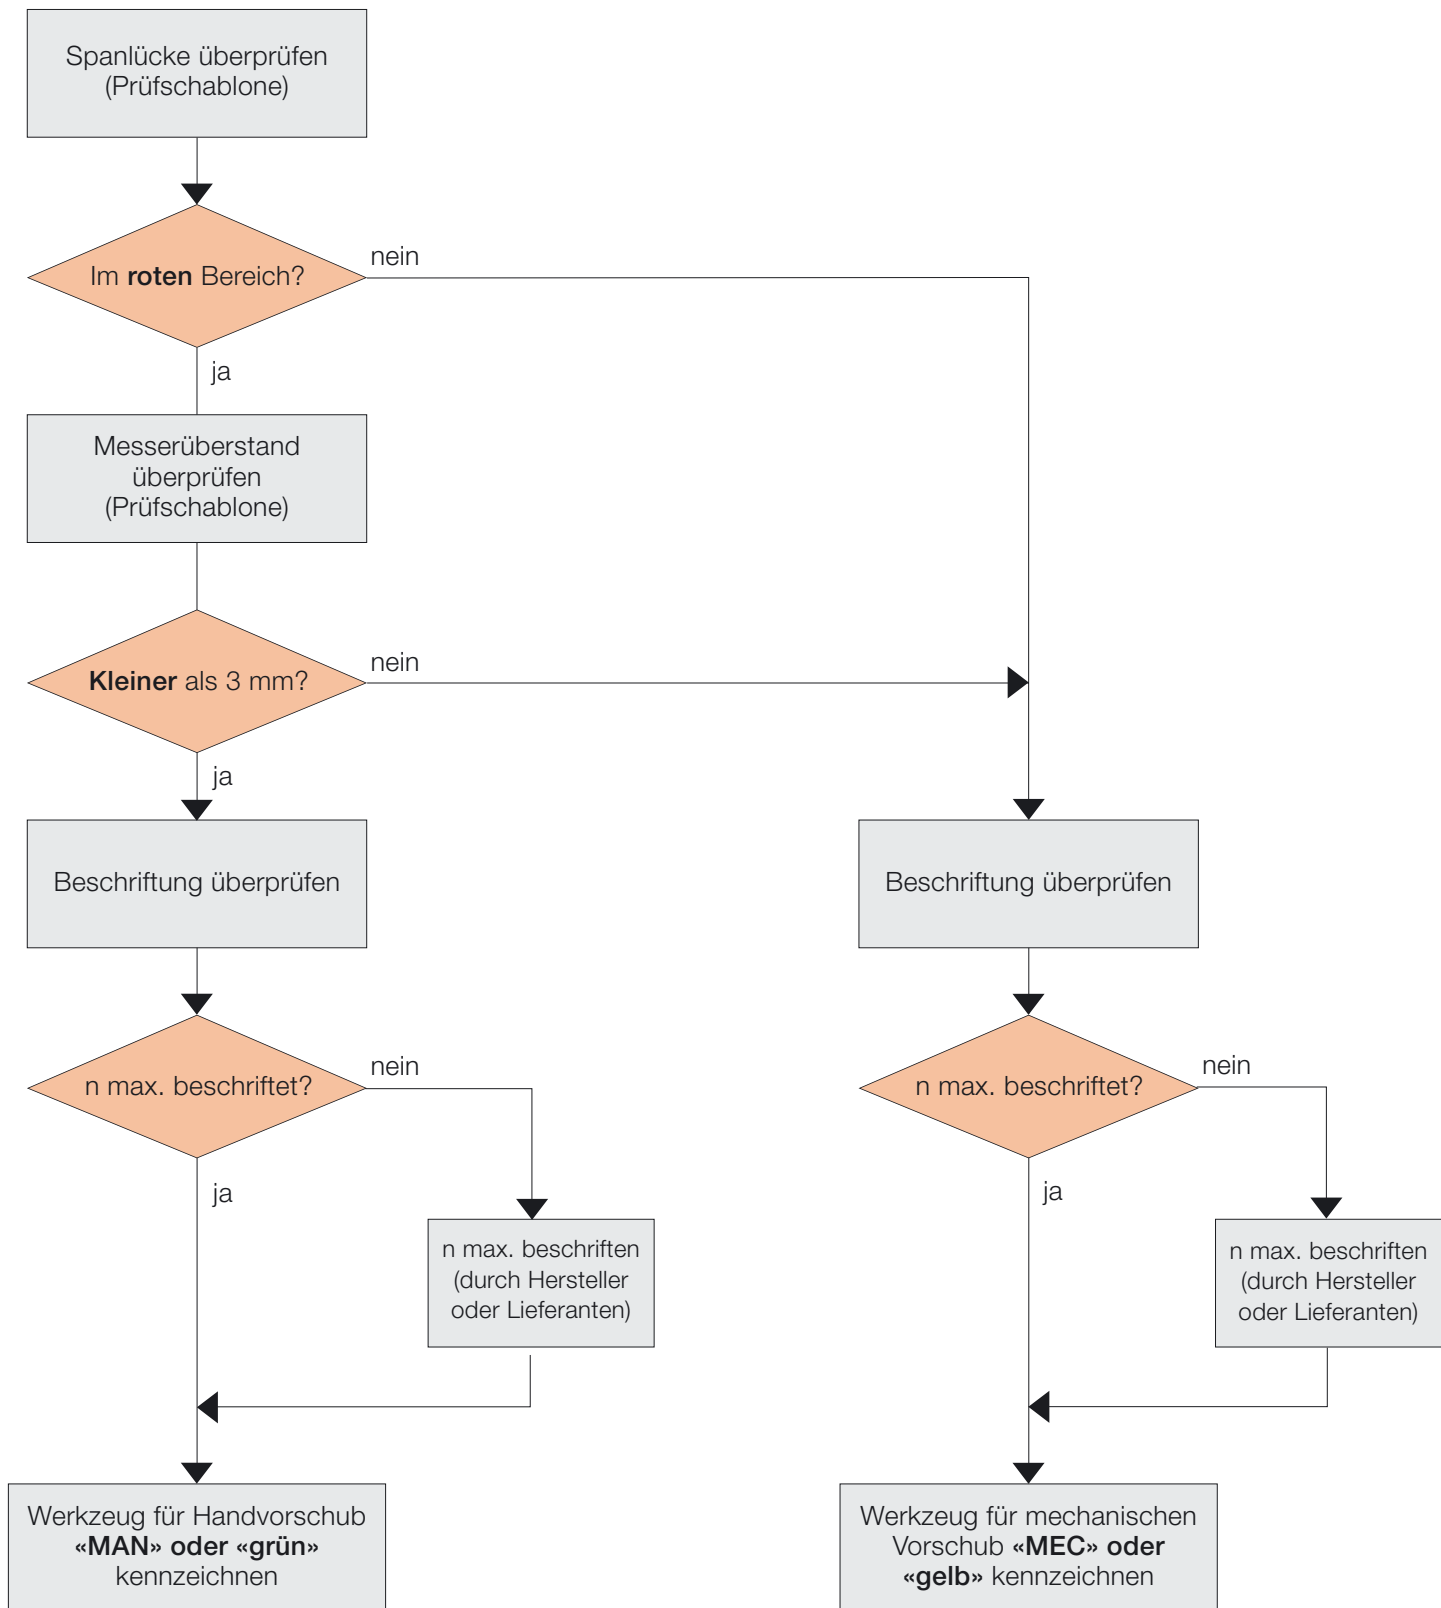 Spanlücke überprüfen
(Prüfschablone)
Im roten Bereich?
nein
ja
Messerüberstand
überprüfen
(Prüfschablone)
Kleiner als 3 mm?
nein
ja
Beschriftung überprüfen
Beschriftung überprüfen
n max. beschriftet?
nein
ja
n max. beschriften
(durch Hersteller
oder Lieferanten)
n max. beschriftet?
nein
ja
n max. beschriften
(durch Hersteller
oder Lieferanten)
Werkzeug für Handvorschub
«MAN» oder «grün»
kennzeichnen
Werkzeug für mechanischen
Vorschub «MEC» oder
«gelb» kennzeichnen